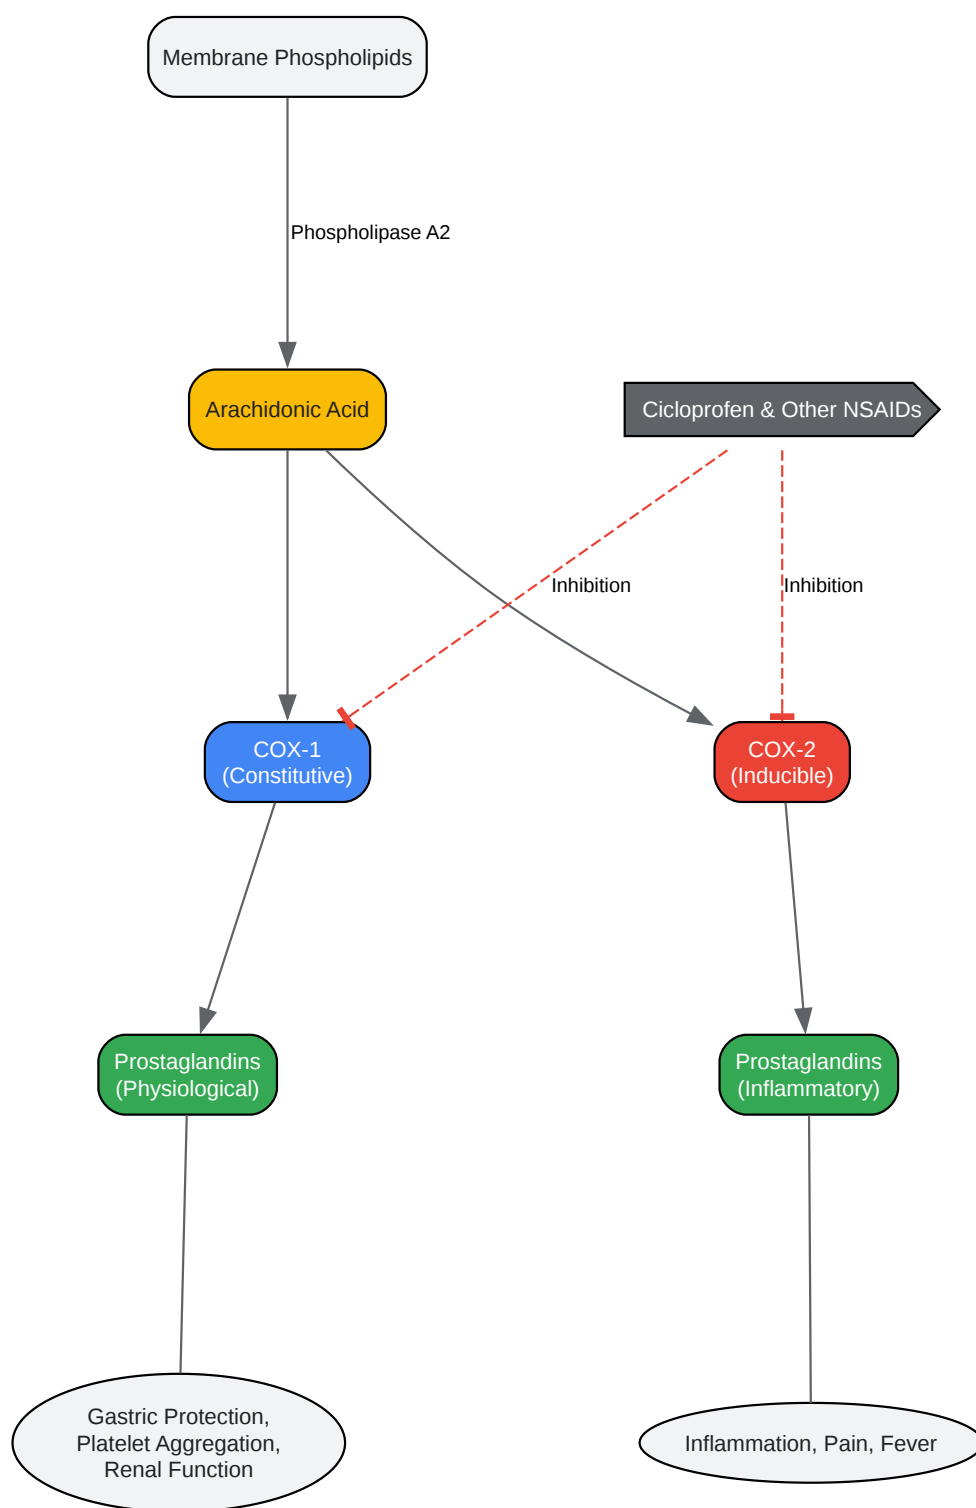 Membrane Phospholipids
Phospholipase A2
Arachidonic Acid
Cicloprofen & Other NSAIDs
Inhibition
Inhibition
COX-1
(Constitutive)
COX-2
(Inducible)
Prostaglandins
(Physiological)
Prostaglandins
(Inflammatory)
Gastric Protection,
Platelet Aggregation,
Renal Function
Inflammation, Pain, Fever